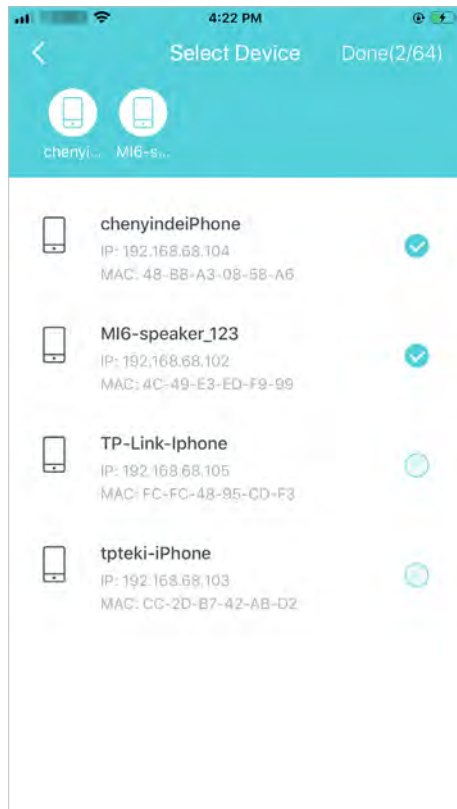 4:22 PM
Select Device
Done(2/64)
chenyi...
MI6-s...
chenyindeiPhone
IP: 192.168.68.104
MAC: 48-BB-A3-08-58-A6
MI6-speaker_123
IP: 192.168.68.102
MAC: 4C-49-E3-ED-F9-99
TP-Link-Iphone
IP: 192.168.68.105
MAC: FC-FC-48-95-CD-F3
tpteki-iPhone
IP: 192.168.68.103
MAC: CC-2D-B7-42-AB-D2